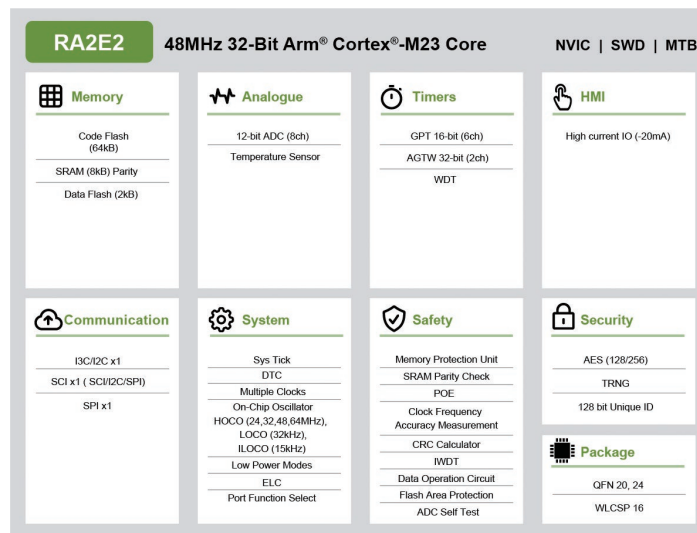 RA2E2
48MHz 32-Bit Arm® Cortex®-M23 Core
NVIC | SWD | MTB
Memory
Code Flash
(64kB)
SRAM (8kB) Parity
Data Flash (2kB)
Analogue
12-bit ADC (8ch)
Temperature Sensor
Timers
GPT 16-bit (6ch)
AGTW 32-bit (2ch)
WDT
HMI
High current IO (-20mA)
Communication
I3C/I2C x1
SCI x1 ( SCI/I2C/SPI)
SPI x1
System
Sys Tick
DTC
Multiple Clocks
On-Chip Oscillator
HOCO (24,32,48,64MHz),
LOCO (32kHz),
ILOCO (15kHz)
Low Power Modes
ELC
Port Function Select
Safety
Memory Protection Unit
SRAM Parity Check
POE
Clock Frequency
Accuracy Measurement
CRC Calculator
IWDT
Data Operation Circuit
Flash Area Protection
ADC Self Test
Security
AES (128/256)
TRNG
128 bit Unique ID
Package
QFN 20, 24
WLCSP 16